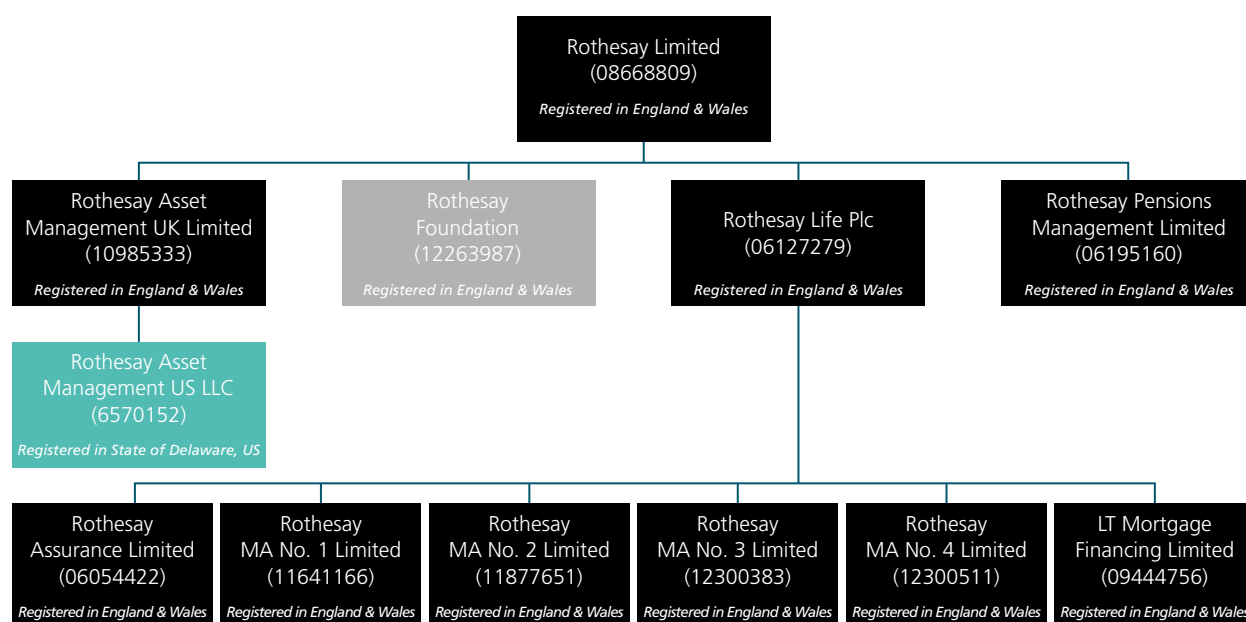 Rothesay Limited
(08668809)
Registered in England & Wales
Rothesay Asset
Management UK Limited
(10985333)
Registered in England & Wales
Rothesay
Foundation
(12263987)
Registered in England & Wales
Rothesay Life Plc
(06127279)
Registered in England & Wales
Rothesay Pensions
Management Limited
(06195160)
Registered in England & Wales
Rothesay Asset
Management US LLC
(6570152)
Registered in State of Delaware, US
Rothesay
Assurance Limited
(06054422)
Registered in England & Wales
Rothesay
MA No. 1 Limited
(11641166)
Registered in England & Wales
Rothesay
MA No. 2 Limited
(11877651)
Registered in England & Wales
Rothesay
MA No. 3 Limited
(12300383)
Registered in England & Wales
Rothesay
MA No. 4 Limited
(12300511)
Registered in England & Wales
LT Mortgage
Financing Limited
(09444756)
Registered in England & Wales